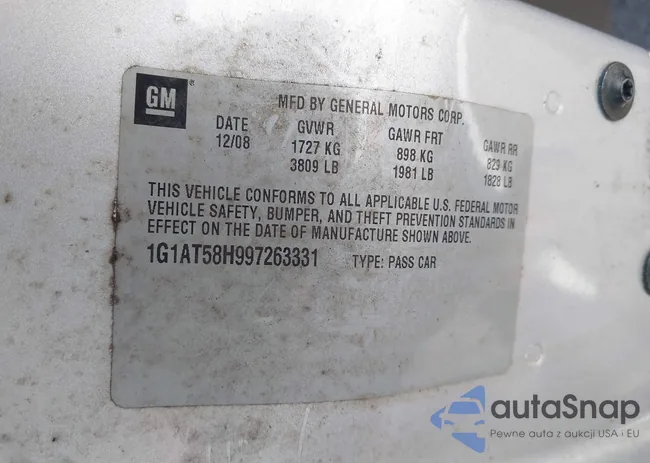 GM
MFD BY GENERAL MOTORS CORP.
DATE GVWR GAWR FRT GAWR RR
12/08 1727 KG 898 KG 829 KG
3809 LB 1981 LB 1828 LB
THIS VEHICLE CONFORMS TO ALL APPLICABLE U.S. FEDERAL MOTOR
VEHICLE SAFETY, BUMPER, AND THEFT PREVENTION STANDARDS IN
EFFECT ON THE DATE OF MANUFACTURE SHOWN ABOVE.
1G1AT58H997263331 TYPE: PASS CAR
autaSnap
Pewne auta z aukcji USA i EU